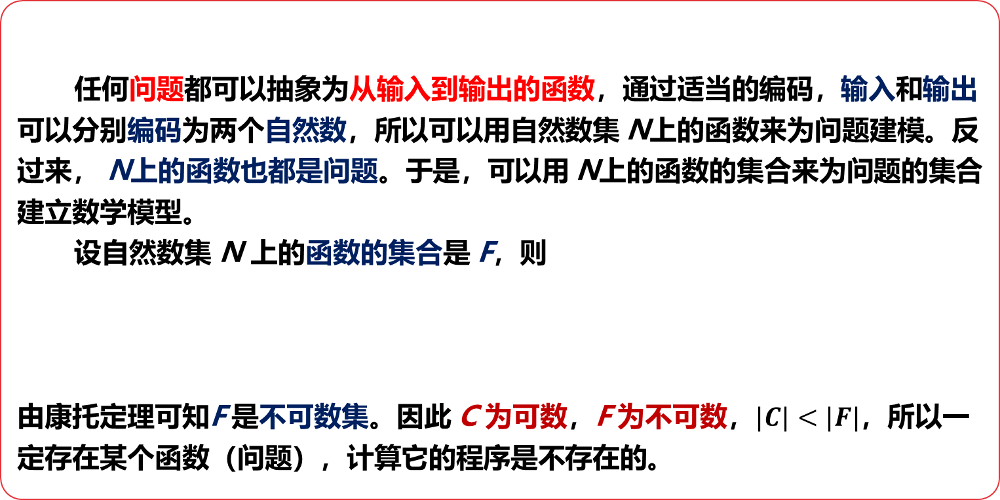 任何问题都可以抽象为从输入到输出的函数，通过适当的编码，输入和输出
可以分别编码为两个自然数，所以可以用自然数集 N上的函数来为问题建模。反
过来， N上的函数也都是问题。于是，可以用 N上的函数的集合来为问题的集合
建立数学模型。
设自然数集 N 上的函数的集合是 F，则
由康托定理可知F是不可数集。因此 C 为可数，F 为不可数，|C| < |F|，所以一
定存在某个函数（问题），计算它的程序是不存在的。